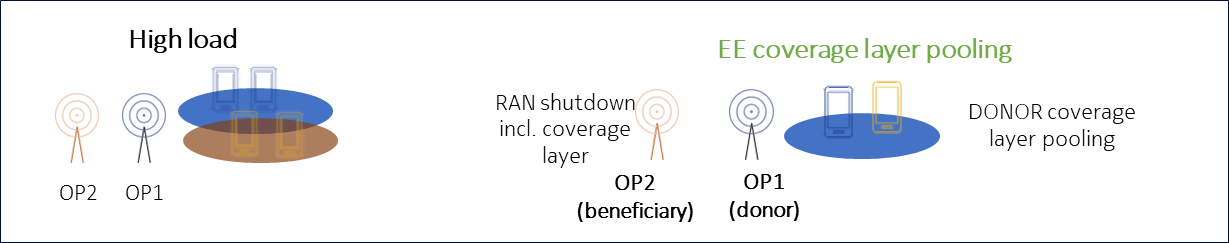 High load
OP2
OP1
EE coverage layer pooling
RAN shutdown
incl. coverage
layer
OP2
(beneficiary)
OP1
(donor)
DONOR coverage
layer pooling